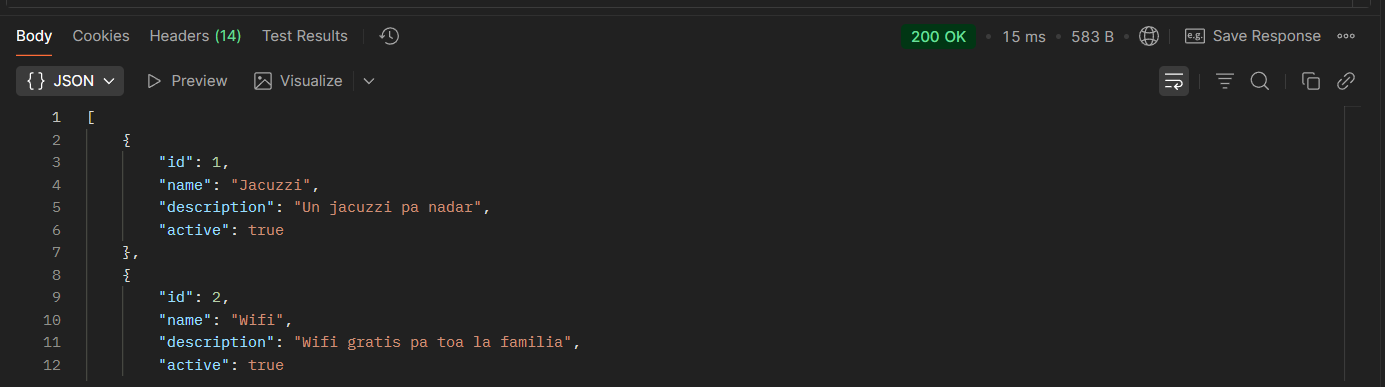 Body Cookies Headers (14) Test Results 200 OK • 15 ms • 583 B • e.g. Save Response
{} JSON Preview Visualize
1 [
2 {
3 "id": 1,
4 "name": "Jacuzzi",
5 "description": "Un jacuzzi pa nadar",
6 "active": true
7 },
8 {
9 "id": 2,
10 "name": "Wifi",
11 "description": "Wifi gratis pa toa la familia",
12 "active": true